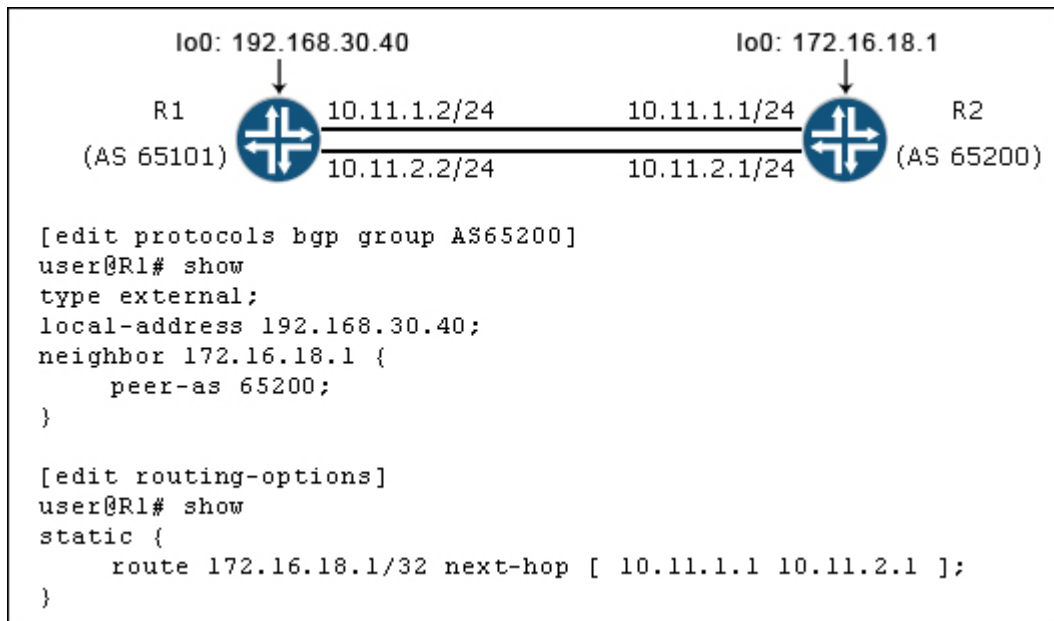 lo0: 192.168.30.40 lo0: 172.16.18.1
R1 10.11.1.2/24 10.11.1.1/24 R2
(AS 65101) 10.11.2.2/24 10.11.2.1/24 (AS 65200)
[edit protocols bgp group AS65200]
user@R1# show
type external;
local-address 192.168.30.40;
neighbor 172.16.18.1 {
peer-as 65200;
}
[edit routing-options]
user@R1# show
static {
route 172.16.18.1/32 next-hop [ 10.11.1.1 10.11.2.1 ];
}